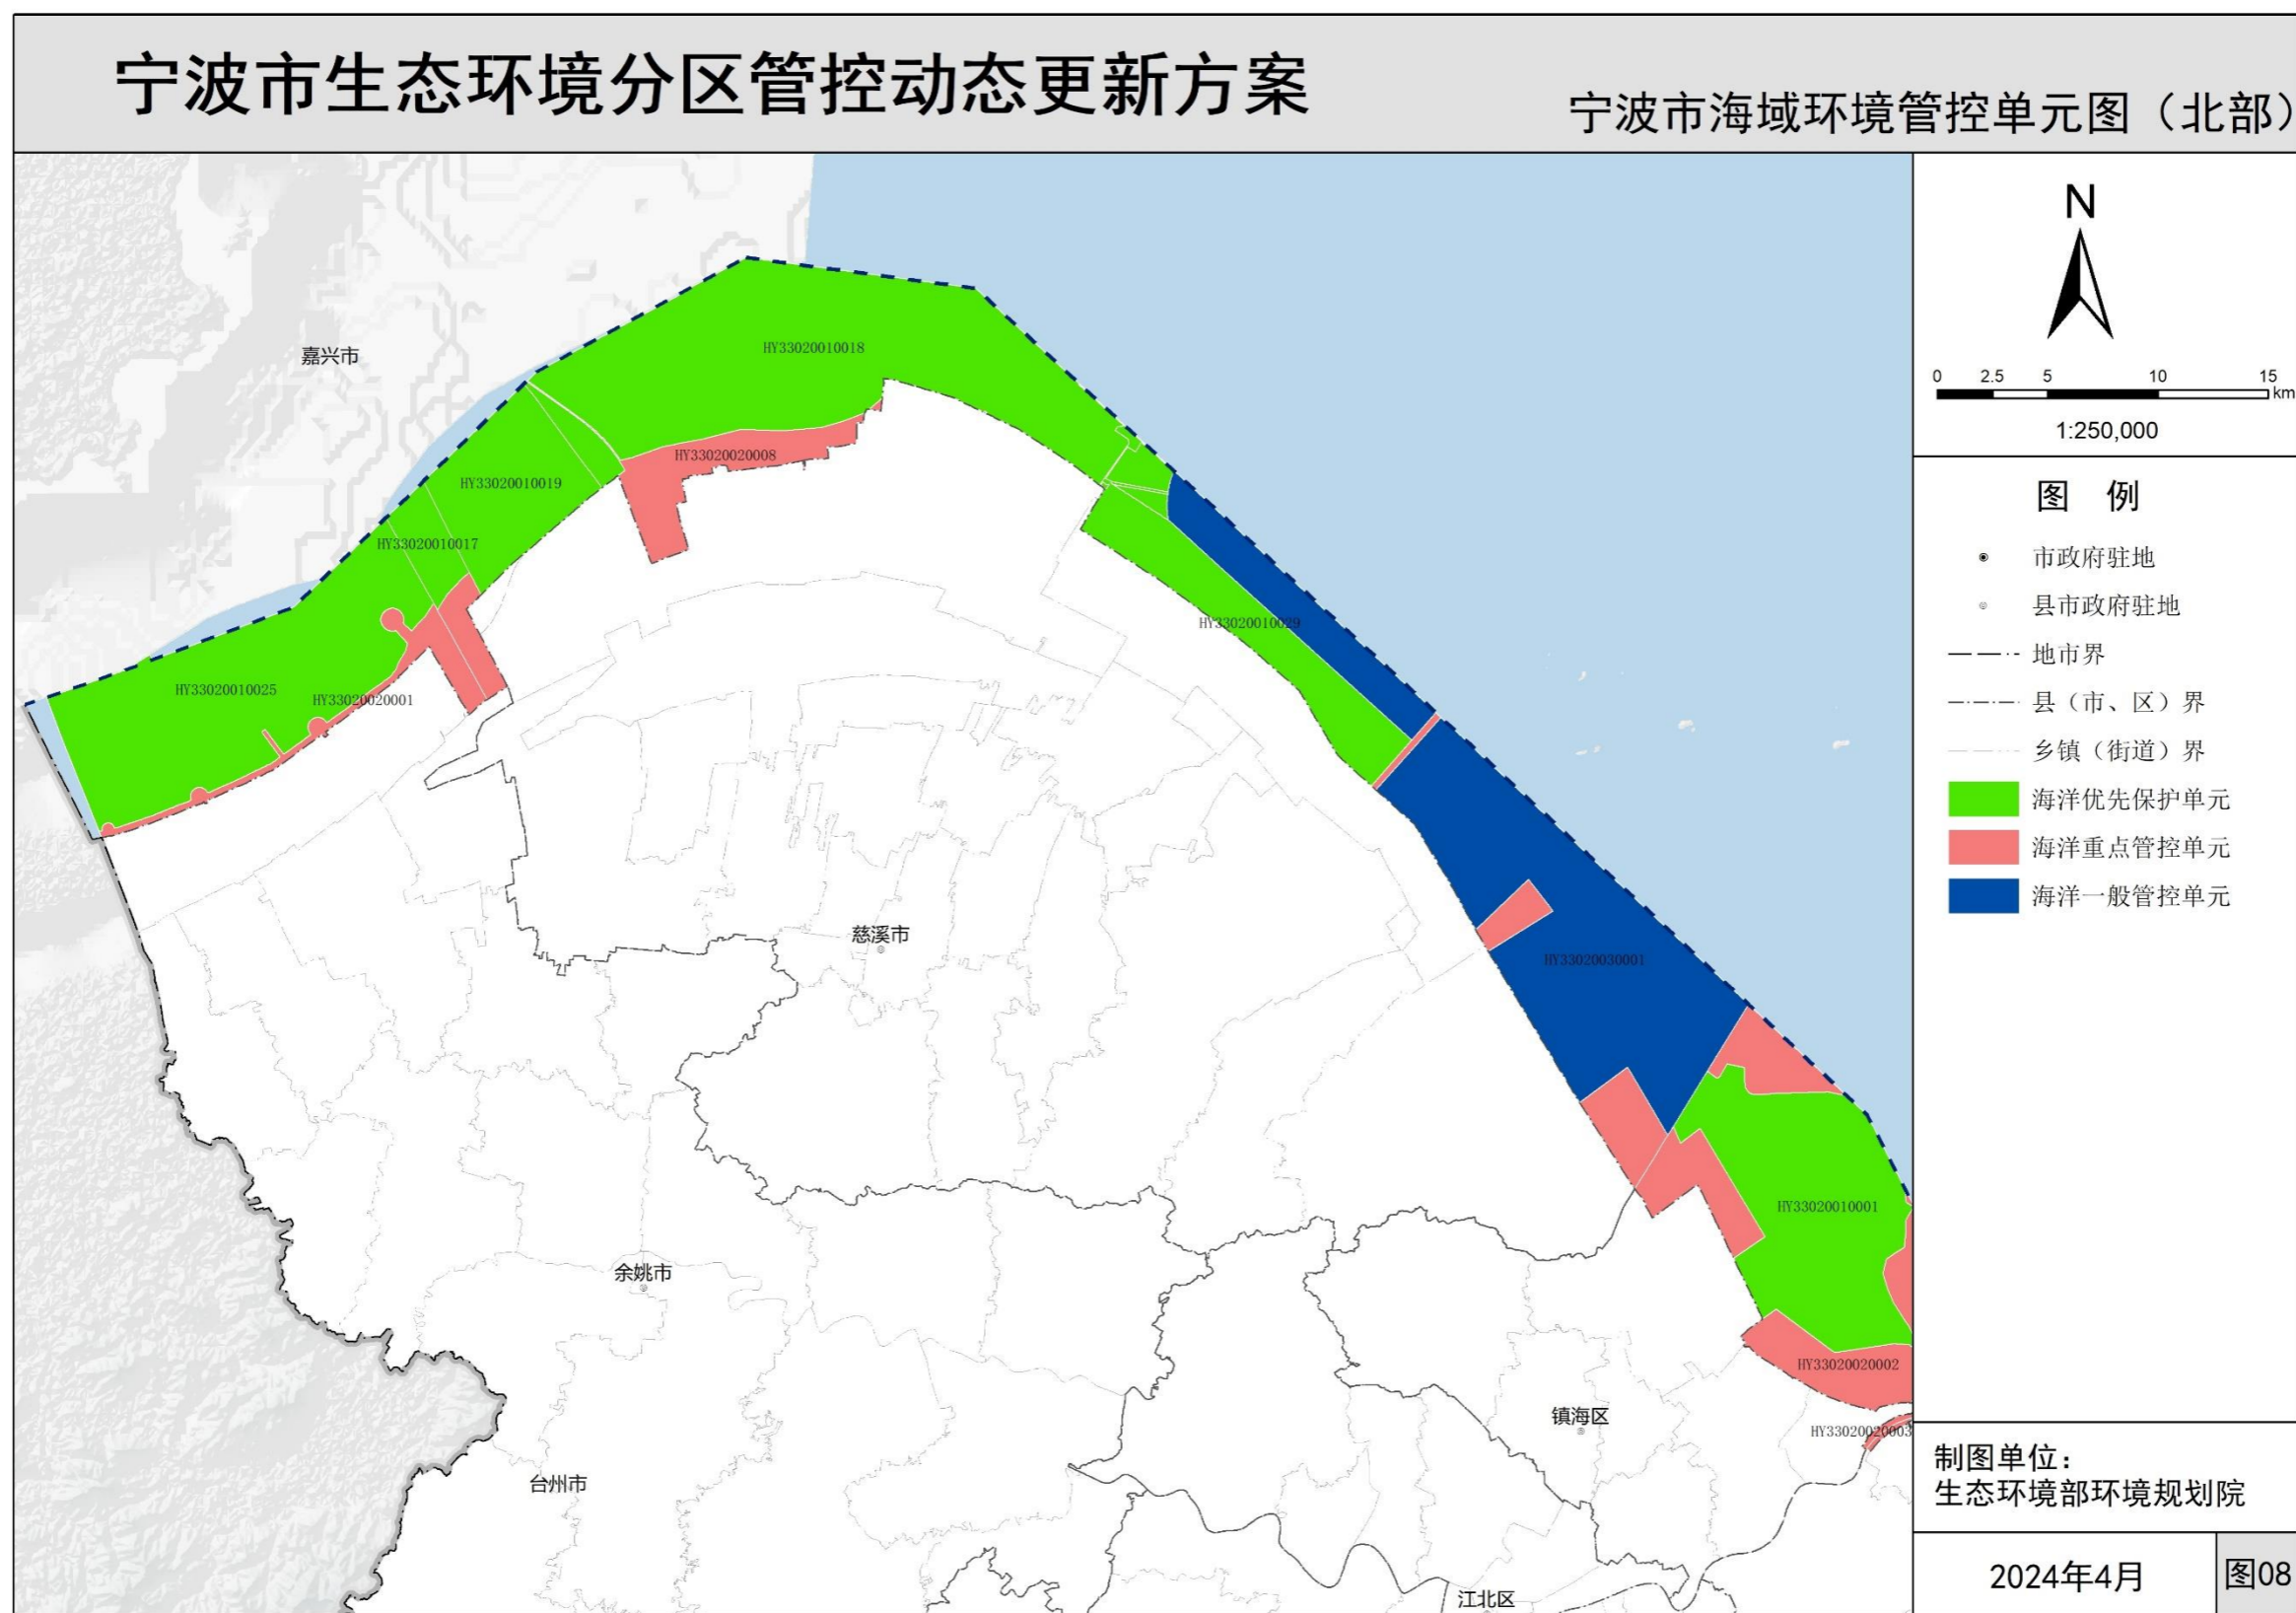 宁波市生态环境分区管控动态更新方案
宁波市海域环境管控单元图（北部）
N
0 2.5 5 10 15
km
1:250,000
图 例
市政府驻地
县市政府驻地
地市界
县（市、区）界
乡镇（街道）界
海洋优先保护单元
海洋重点管控单元
海洋一般管控单元
嘉兴市
HY33020010018
HY33020020008
HY33020010019
HY33020010017
HY33020010029
HY33020010025
HY33020020001
慈溪市
HY33020030001
HY33020010001
余姚市
HY33020020002
镇海区
HY33020020003
台州市
江北区
制图单位：
生态环境部环境规划院
2024年4月
图08